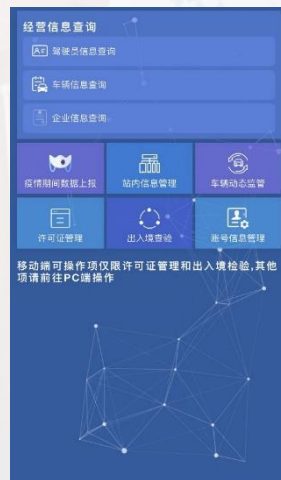 经营信息查询
驾驶员信息查询
车辆信息查询
企业信息查询
疫情期间数据上报
站内信息管理
车辆动态监管
许可证管理
出入境查验
账号信息管理
移动端可操作项仅限许可证管理和出入境检验,其他
项请前往PC端操作